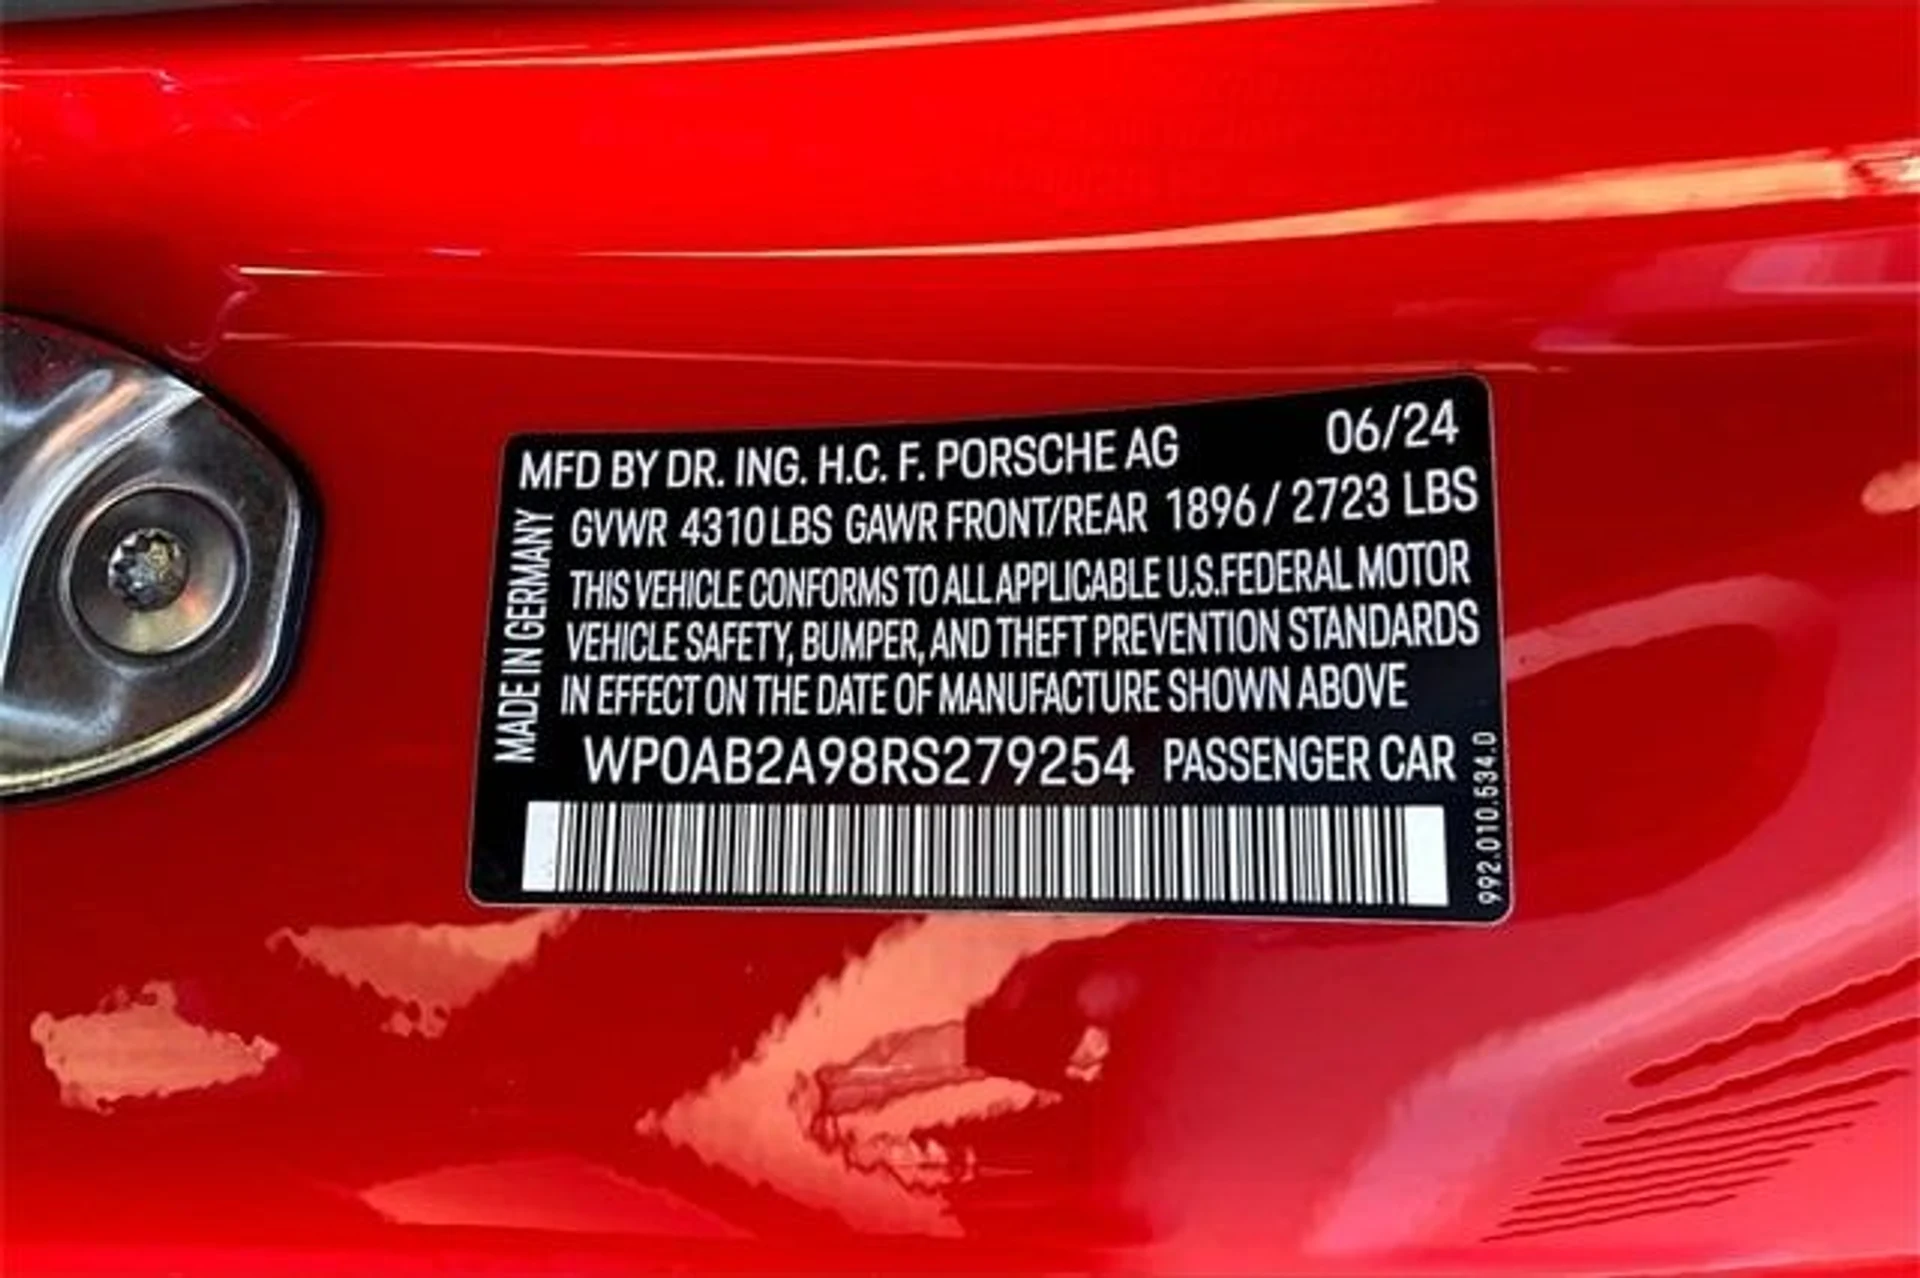 MFD BY DR. ING. H.C. F. PORSCHE AG 06/24
GVWR 4310 LBS GAWR FRONT/REAR 1896 / 2723 LBS
THIS VEHICLE CONFORMS TO ALL APPLICABLE U.S.FEDERAL MOTOR
VEHICLE SAFETY, BUMPER, AND THEFT PREVENTION STANDARDS
IN EFFECT ON THE DATE OF MANUFACTURE SHOWN ABOVE
WP0AB2A98RS279254 PASSENGER CAR
MADE IN GERMANY
992.010.534.D